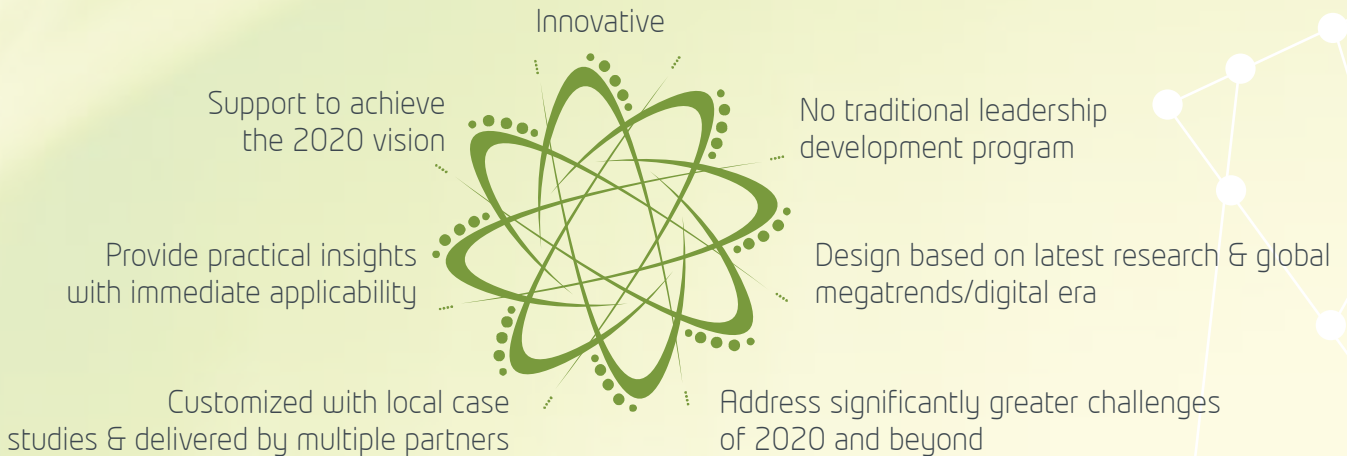 Innovative
Support to achieve
the 2020 vision
No traditional leadership
development program
Provide practical insights
with immediate applicability
Design based on latest research & global
megatrends/digital era
Customized with local case
studies & delivered by multiple partners
Address significantly greater challenges
of 2020 and beyond